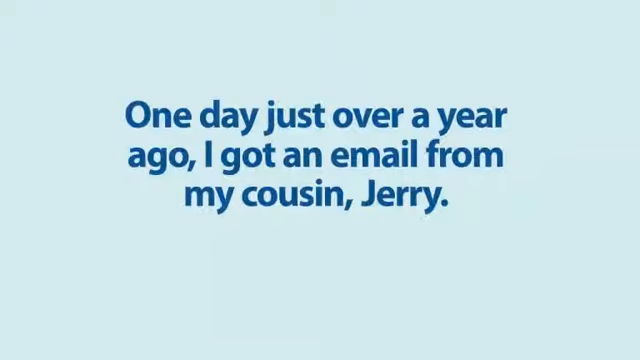 One day just over a year
ago, I got an email from
my cousin, Jerry.